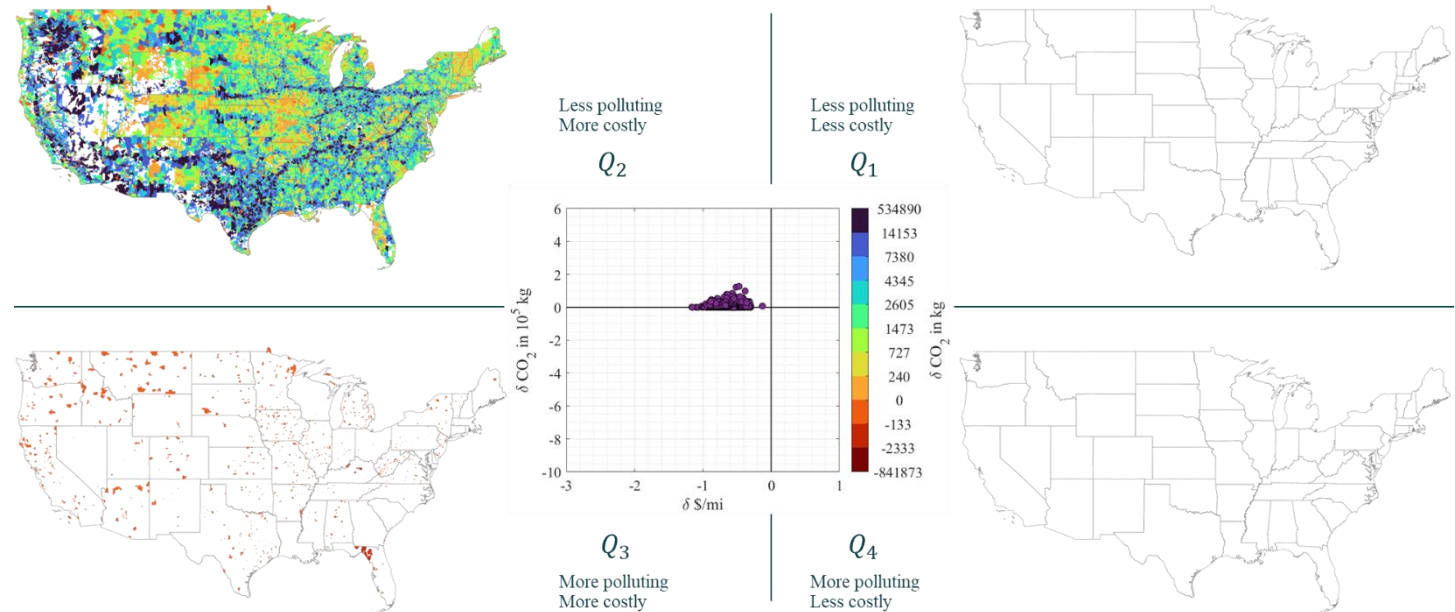 Less polluting
More costly
Q₂
Less polluting
Less costly
Q₁
6
4
2
0
-2
-4
-6
-8
-10
δ CO₂ in 10⁵ kg
-3
-2
-1
0
1
δ $/mi
534890
14153
7380
4345
2605
1473
727
240
0
-133
-2333
-841873
δ CO₂ in kg
Q₃
More polluting
More costly
Q₄
More polluting
Less costly